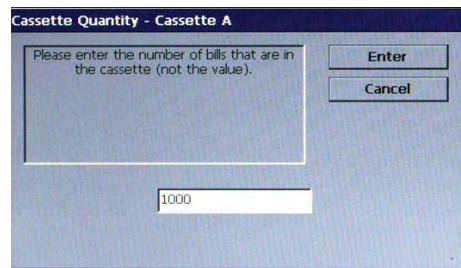 Cassette Quantity - Cassette A
Please enter the number of bills that are in
the cassette (not the value).
Enter
Cancel
1000